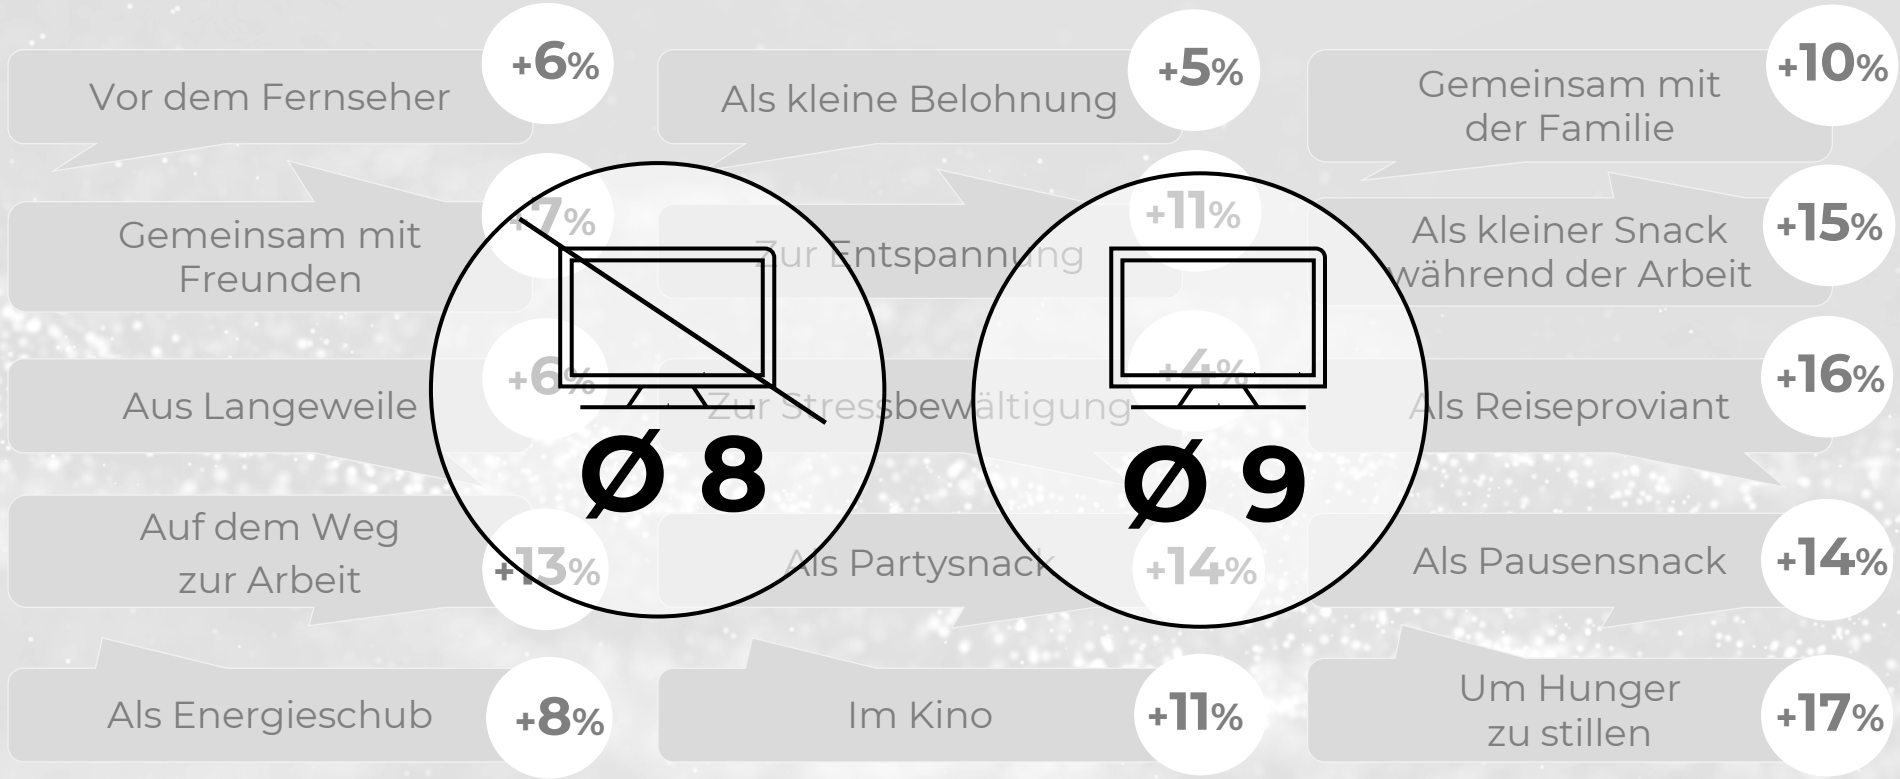 Vor dem Fernseher
+6%
Als kleine Belohnung
+5%
Gemeinsam mit
der Familie
+10%
Gemeinsam mit
Freunden
+7%
Zur Entspannung
+11%
Als kleiner Snack
während der Arbeit
+15%
Aus Langeweile
+6%
Zur Stressbewältigung
+4%
Als Reiseproviant
+16%
Ø 8
Ø 9
Auf dem Weg
zur Arbeit
+13%
Als Partysnack
+14%
Als Pausensnack
+14%
Als Energieschub
+8%
Im Kino
+11%
Um Hunger
zu stillen
+17%